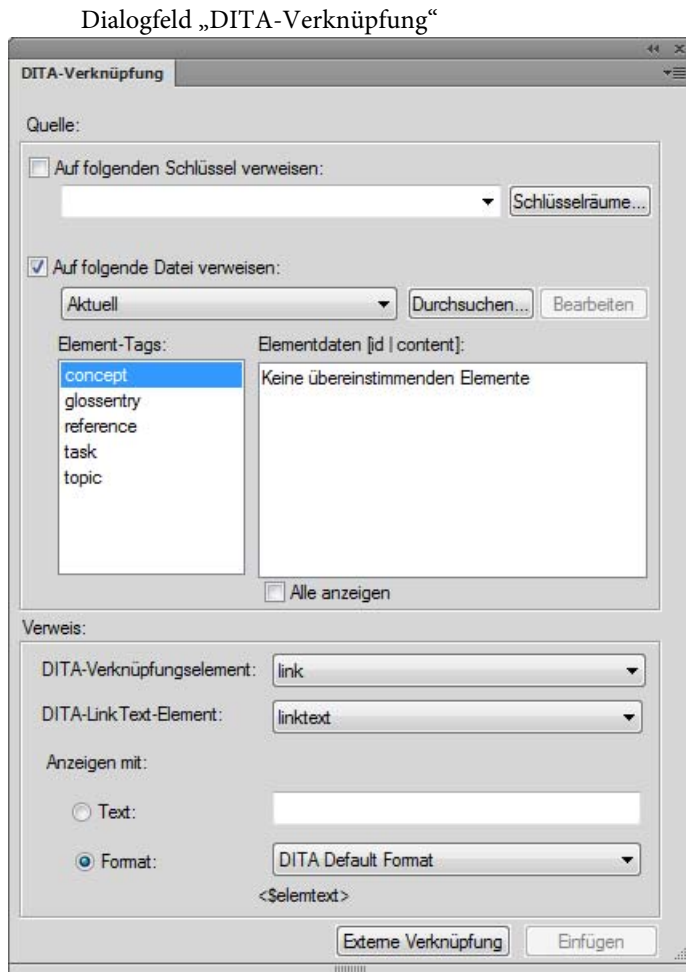 Dialogfeld „DITA-Verknüpfung“
DITA-Verknüpfung
Quelle:
Auf folgenden Schlüssel verweisen:
Schlüsselräume...
Auf folgende Datei verweisen:
Aktuell Durchsuchen... Bearbeiten
Element-Tags: Elementdaten [id | content]:
concept Keine übereinstimmenden Elemente
glossentry
reference
task
topic
Alle anzeigen
Verweis:
DITA-Verknüpfungselement: link
DITA-LinkText-Element: linktext
Anzeigen mit:
Text:
Format: DITA Default Format
<$elemtext>
Externe Verknüpfung Einfügen